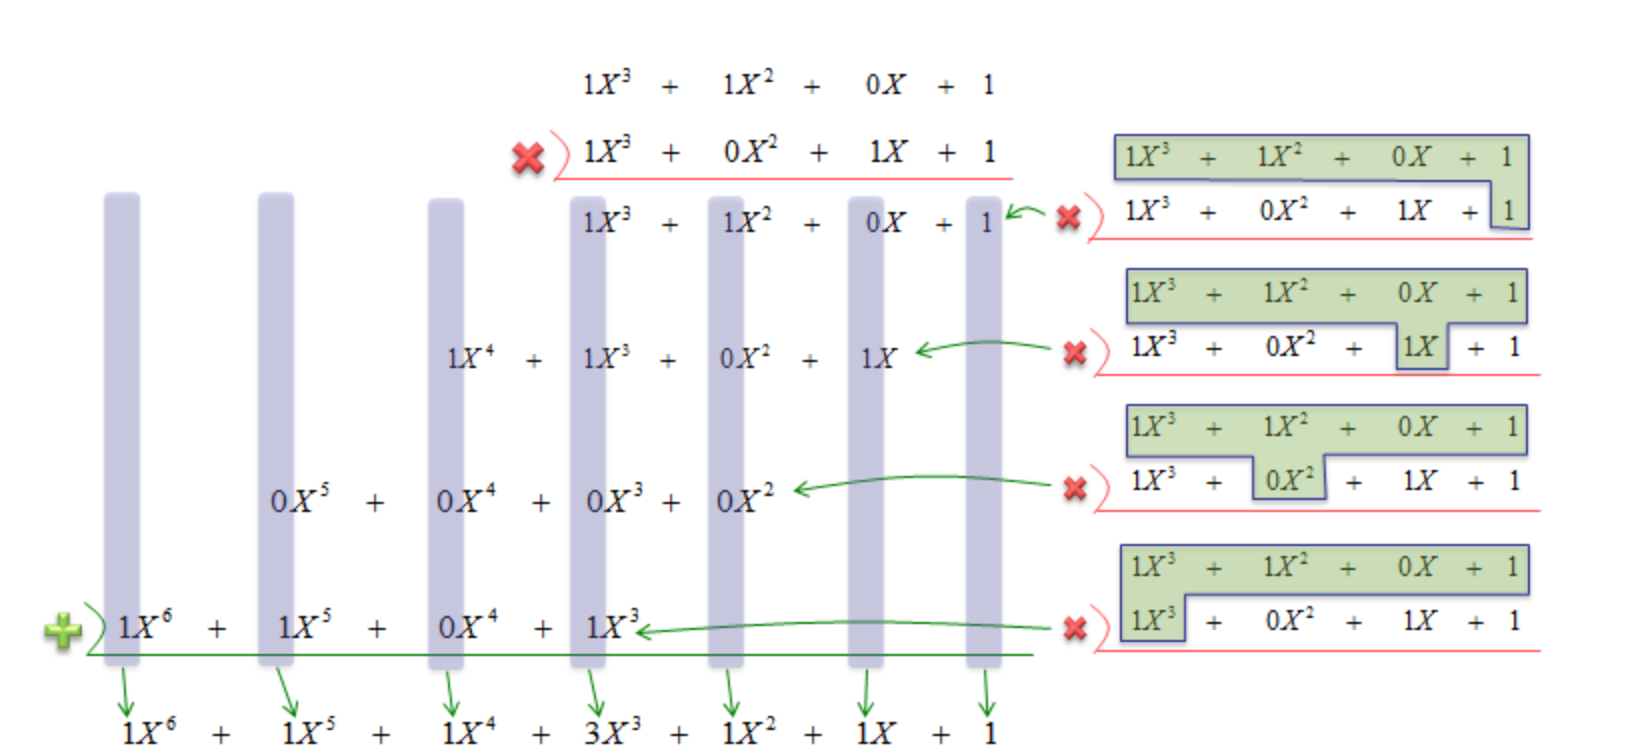 1X³ + 1X² + 0X + 1
1X³ + 0X² + 1X + 1
1X³ + 1X² + 0X + 1
1X³ + 0X² + 1X + 1
1X³ + 1X² + 0X + 1
1X³ + 1X² + 0X + 1
1X³ + 0X² + 1X + 1
1X⁴ + 1X³ + 0X² + 1X
1X³ + 1X² + 0X + 1
1X³ + 0X² + 1X + 1
0X⁵ + 0X⁴ + 0X³ + 0X²
1X³ + 1X² + 0X + 1
1X³ + 0X² + 1X + 1
1X⁶ + 1X⁵ + 0X⁴ + 1X³
1X⁶ + 1X⁵ + 1X⁴ + 3X³ + 1X² + 1X + 1